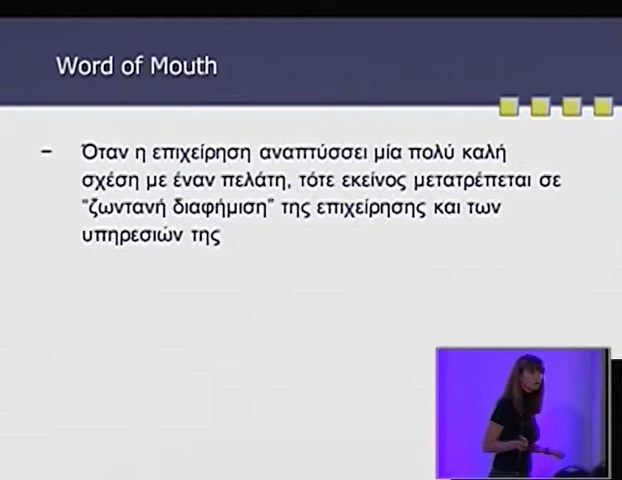 Word of Mouth
– Όταν η επιχείρηση αναπτύσσει μία πολύ καλή
σχέση με έναν πελάτη, τότε εκείνος μετατρέπεται σε
“ζωντανή διαφήμιση” της επιχείρησης και των
υπηρεσιών της